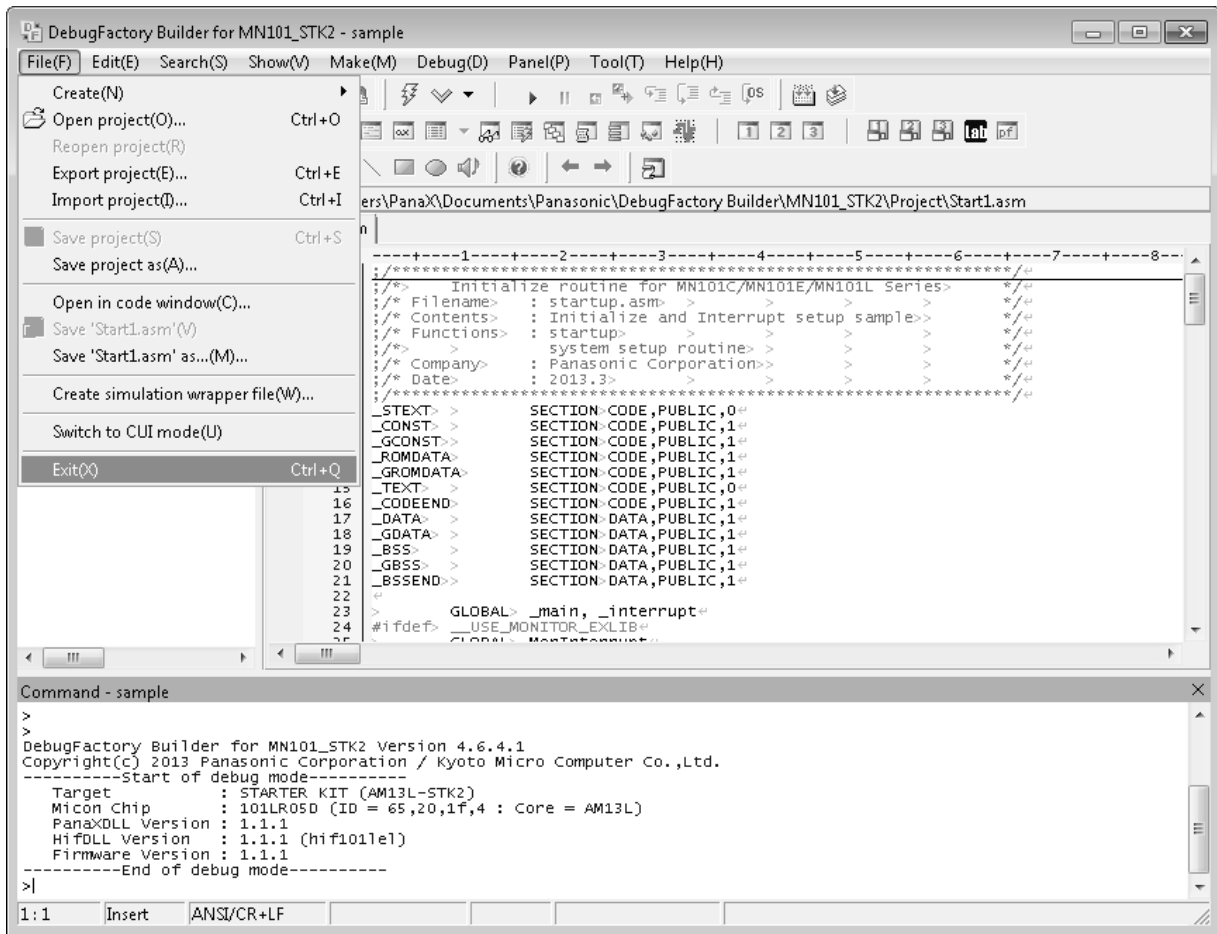 DebugFactory Builder for MN101_STK2 - sample
File(F) Edit(E) Search(S) Show(V) Make(M) Debug(D) Panel(P) Tool(T) Help(H)
Create(N)
Open project(O)... Ctrl+O
Reopen project(R)
Export project(E)... Ctrl+E
Import project(I)... Ctrl+I
Save project(S) Ctrl+S
Save project as(A)...
Open in code window(C)...
Save 'Start1.asm'(V)
Save 'Start1.asm' as...(M)...
Create simulation wrapper file(W)...
Switch to CUI mode(U)
Exit(X) Ctrl+Q
ers\PanaX\Documents\Panasonic\DebugFactory Builder\MN101_STK2\Project\Start1.asm
----+----1----+----2----+----3----+----4----+----5----+----6----+----7----+----8--
;/**************************************************************/
;/*> Initialize routine for MN101C/MN101E/MN101L Series> */
;/* Filename> : startup.asm> > > > > */
;/* Contents> : Initialize and Interrupt setup sample>> > */
;/* Functions> : startup> > > > > */
;/*> > system setup routine> > > > */
;/* Company> : Panasonic Corporation>> > > */
;/* Date> : 2013.3> > > > > */
;/**************************************************************/
_STEXT> > SECTION>CODE,PUBLIC,0
_CONST> > SECTION>CODE,PUBLIC,1
_GCONST>> SECTION>CODE,PUBLIC,1
_ROMDATA> SECTION>CODE,PUBLIC,1
_GROMDATA> SECTION>CODE,PUBLIC,1
15 _TEXT> > SECTION>CODE,PUBLIC,0
16 _CODEEND> SECTION>CODE,PUBLIC,1
17 _DATA> > SECTION>DATA,PUBLIC,1
18 _GDATA> > SECTION>DATA,PUBLIC,1
19 _BSS> > SECTION>DATA,PUBLIC,1
20 _GBSS> > SECTION>DATA,PUBLIC,1
21 _BSSEND>> SECTION>DATA,PUBLIC,1
22
23 > GLOBAL> _main, _interrupt
24 #ifdef> __USE_MONITOR_EXLIB
25 > GLOBAL> MonInterrupt
Command - sample
>
>
DebugFactory Builder for MN101_STK2 Version 4.6.4.1
Copyright(c) 2013 Panasonic Corporation / Kyoto Micro Computer Co.,Ltd.
----------Start of debug mode----------
Target : STARTER KIT (AM13L-STK2)
Micon Chip : 101LR05D (ID = 65,20,1f,4 : Core = AM13L)
PanaXDLL Version : 1.1.1
HifDLL Version : 1.1.1 (hif101lel)
Firmware Version : 1.1.1
----------End of debug mode----------
>
1:1 Insert ANSI/CR+LF